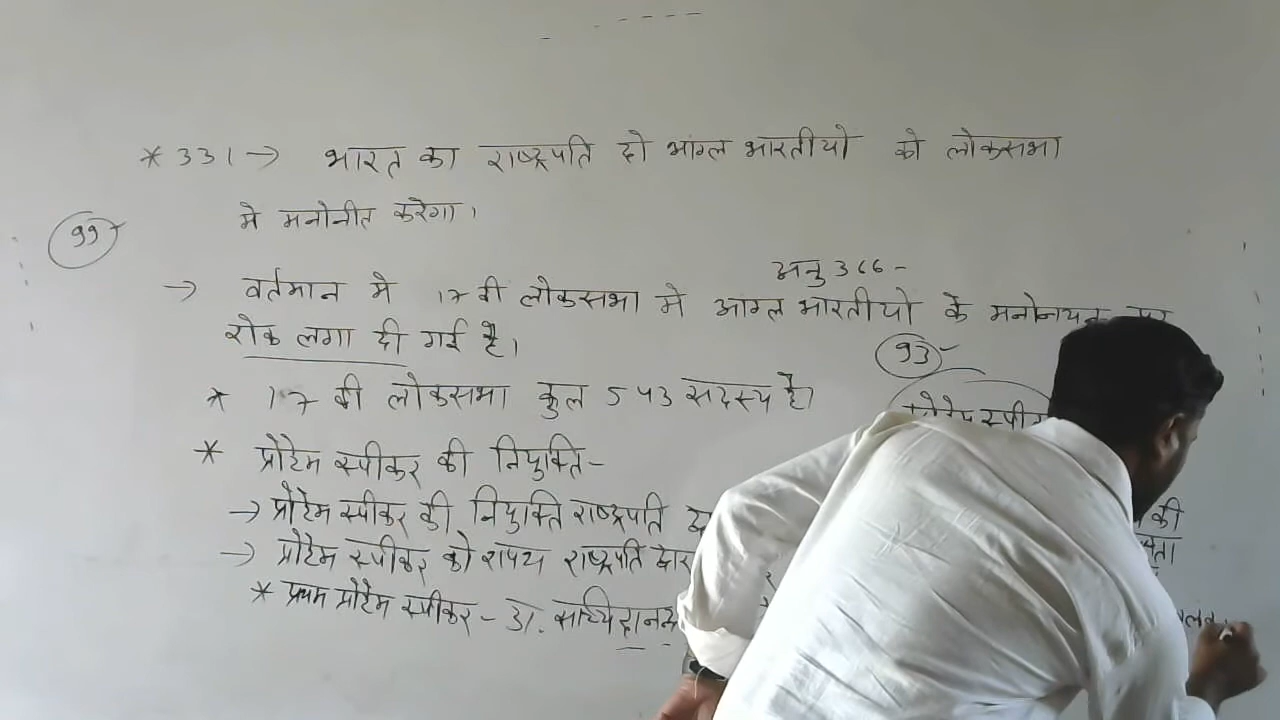 * 331 → भारत का राष्ट्रपति दो आंग्ल भारतीयो को लोकसभा
मे मनोनीत करेगा।
99
अनु 366 -
→ वर्तमान मे 17 वी लोकसभा मे आंग्ल भारतीयो के मनोनयन
रोक लगा दी गई है।
93 -
* 17 वी लोकसभा कुल 543 सदस्य है।
प्रोटेम स्पीकर
* प्रोटेम स्पीकर की नियुक्ति -
→ प्रोटेम स्पीकर की नियुक्ति राष्ट्रपति की
→ प्रोटेम स्पीकर को शपथ राष्ट्रपति द्वारा
* प्रथम प्रोटेम स्पीकर - डा. सच्चिदानन्द